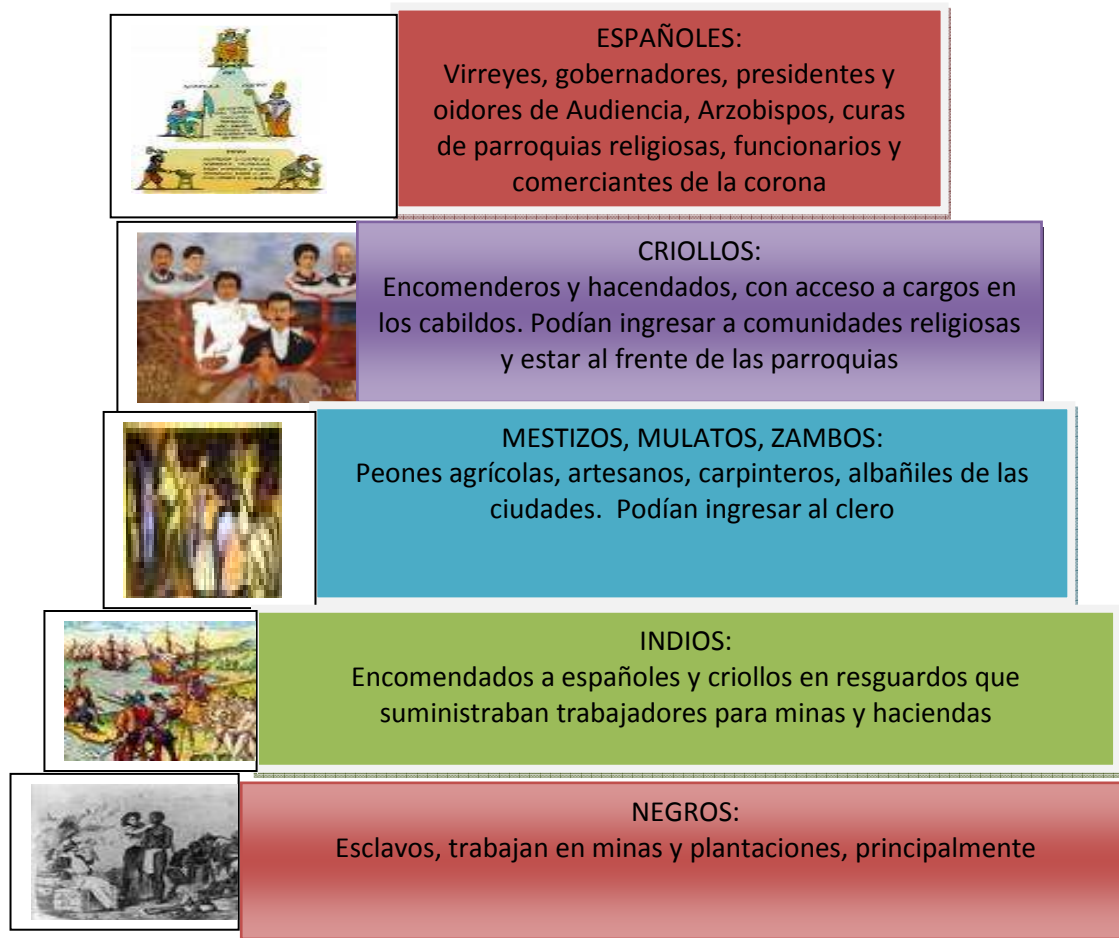 ESPAÑOLES:
Virreyes, gobernadores, presidentes y
oidores de Audiencia, Arzobispos, curas
de parroquias religiosas, funcionarios y
comerciantes de la corona
CRIOLLOS:
Encomenderos y hacendados, con acceso a cargos en
los cabildos. Podían ingresar a comunidades religiosas
y estar al frente de las parroquias
MESTIZOS, MULATOS, ZAMBOS:
Peones agrícolas, artesanos, carpinteros, albañiles de las
ciudades.  Podían ingresar al clero
INDIOS:
Encomendados a españoles y criollos en resguardos que
suministraban trabajadores para minas y haciendas
NEGROS:
Esclavos, trabajan en minas y plantaciones, principalmente